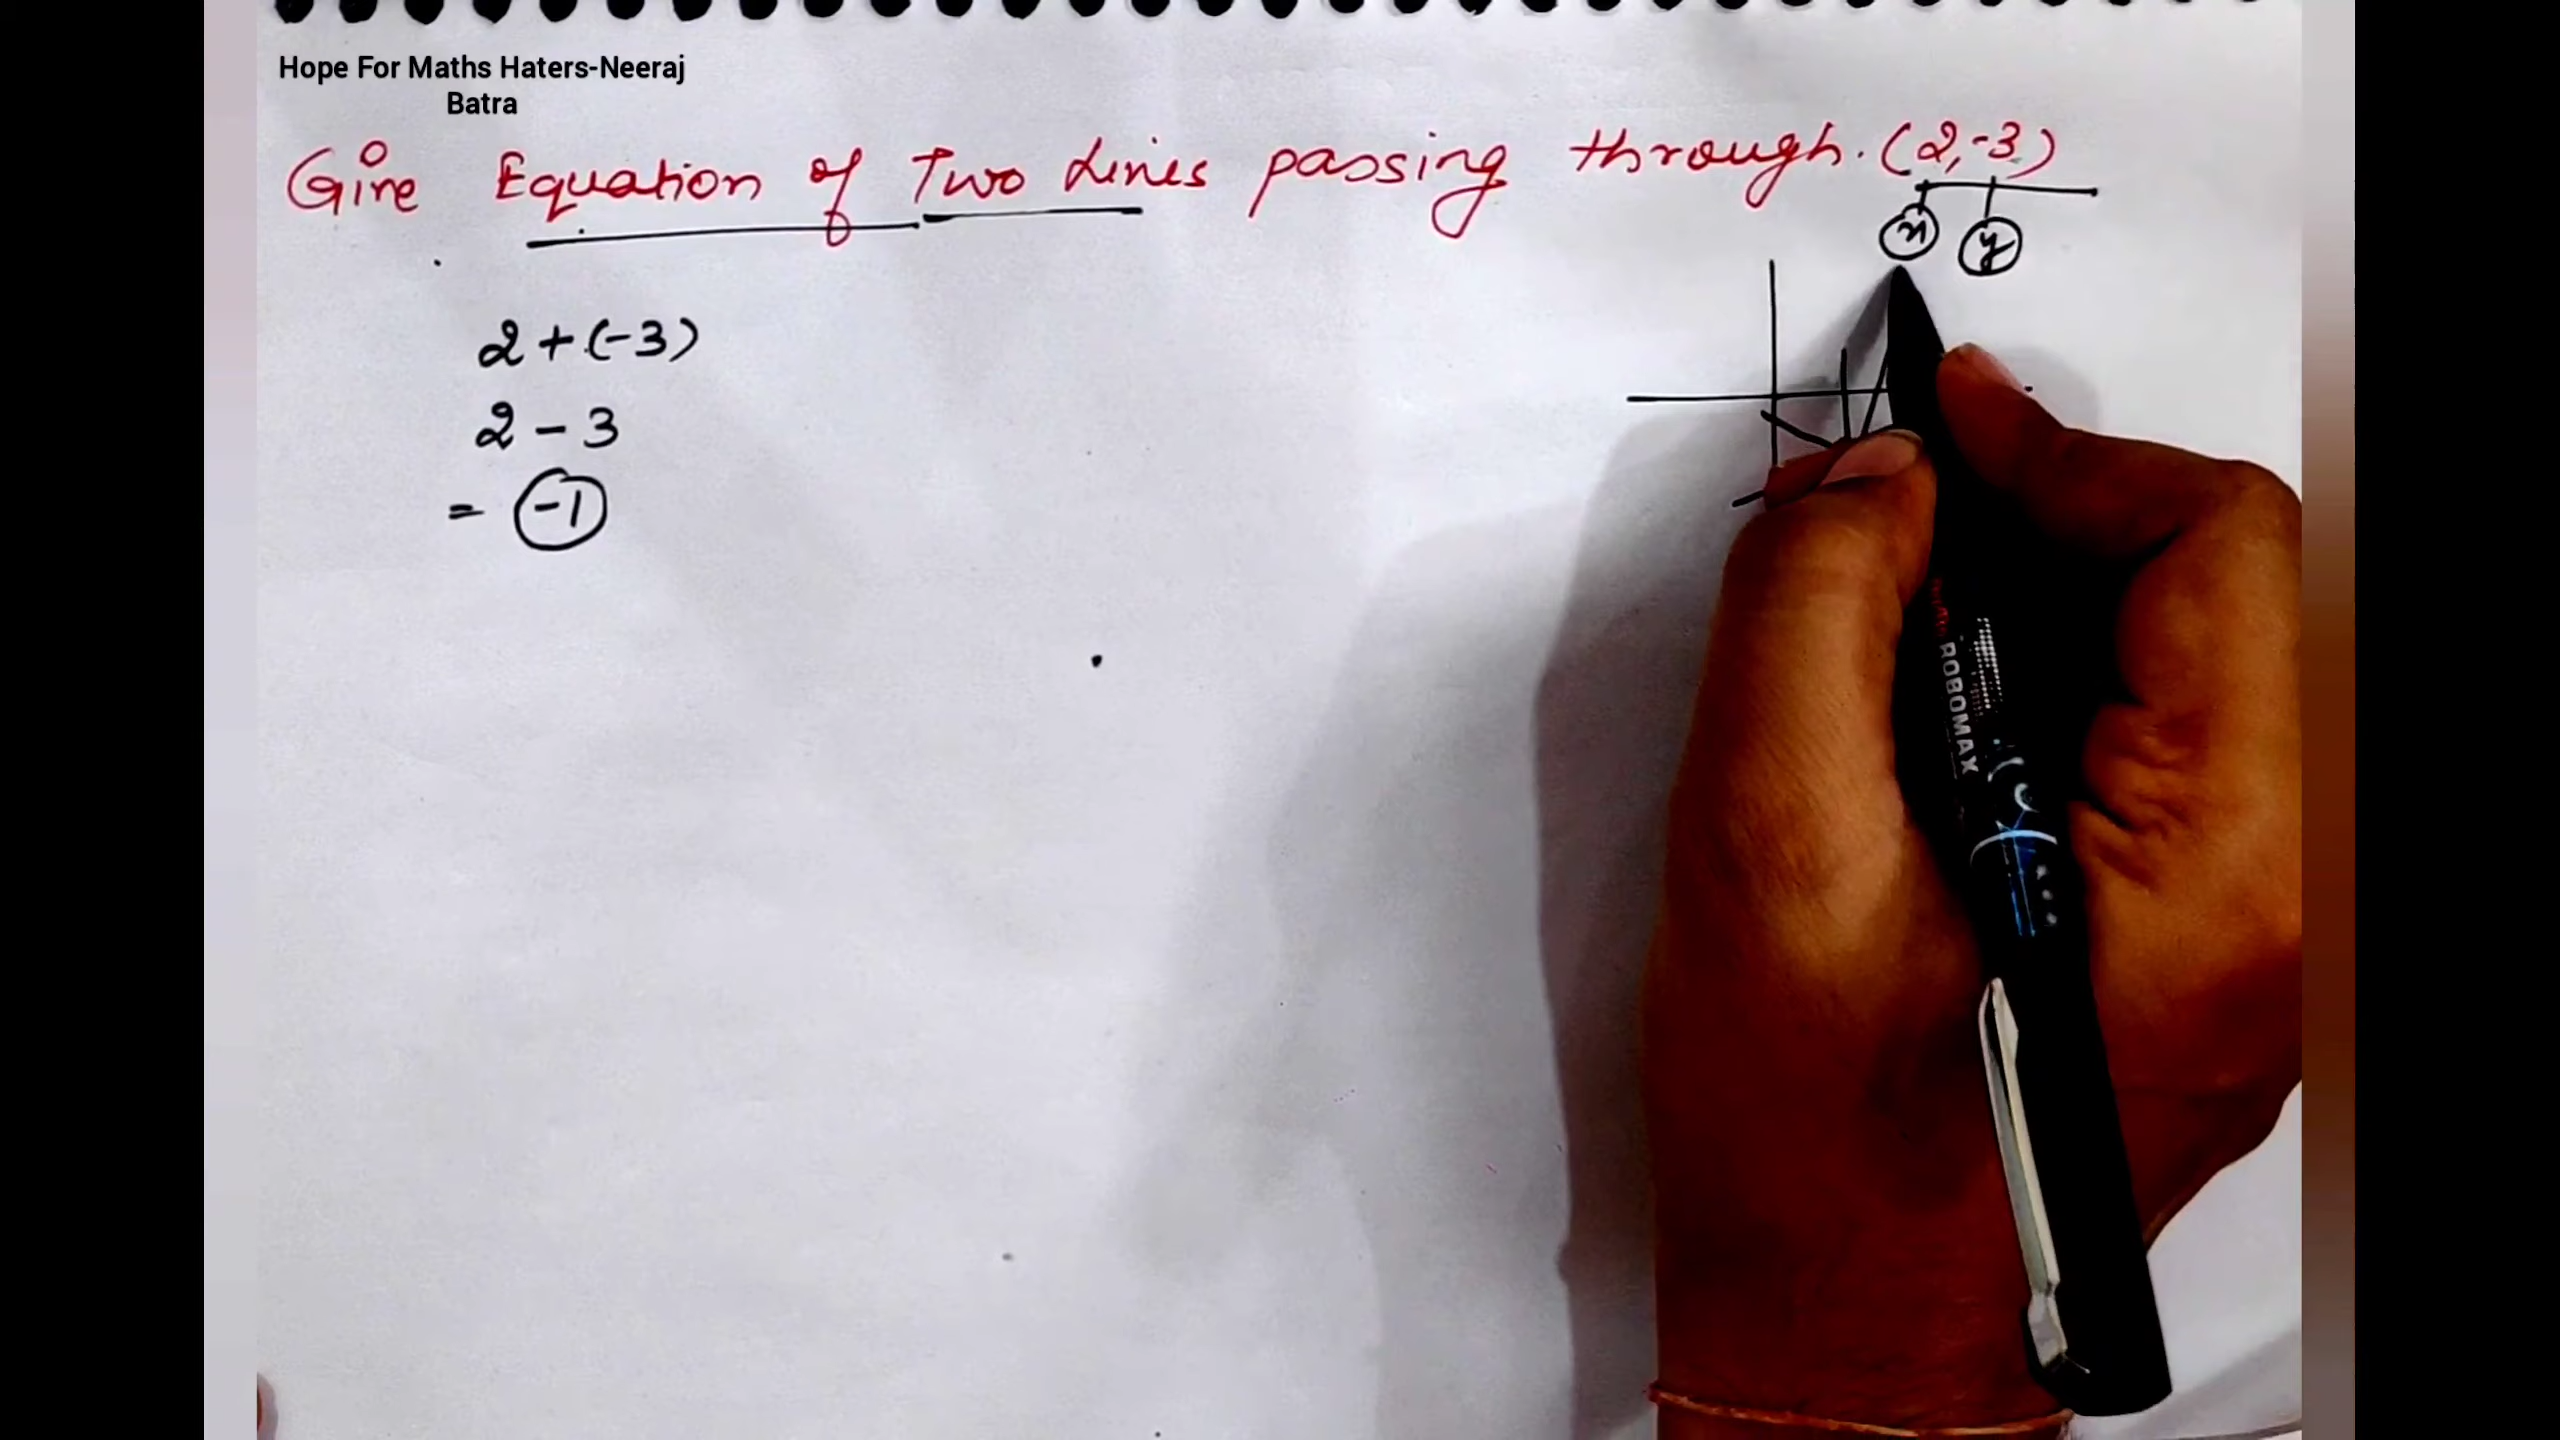 Hope For Maths Haters-Neeraj
Batra
Give Equation of Two Lines passing through. (2,-3)
x y
2 + (-3)
2 - 3
= -1
ROBOMAX